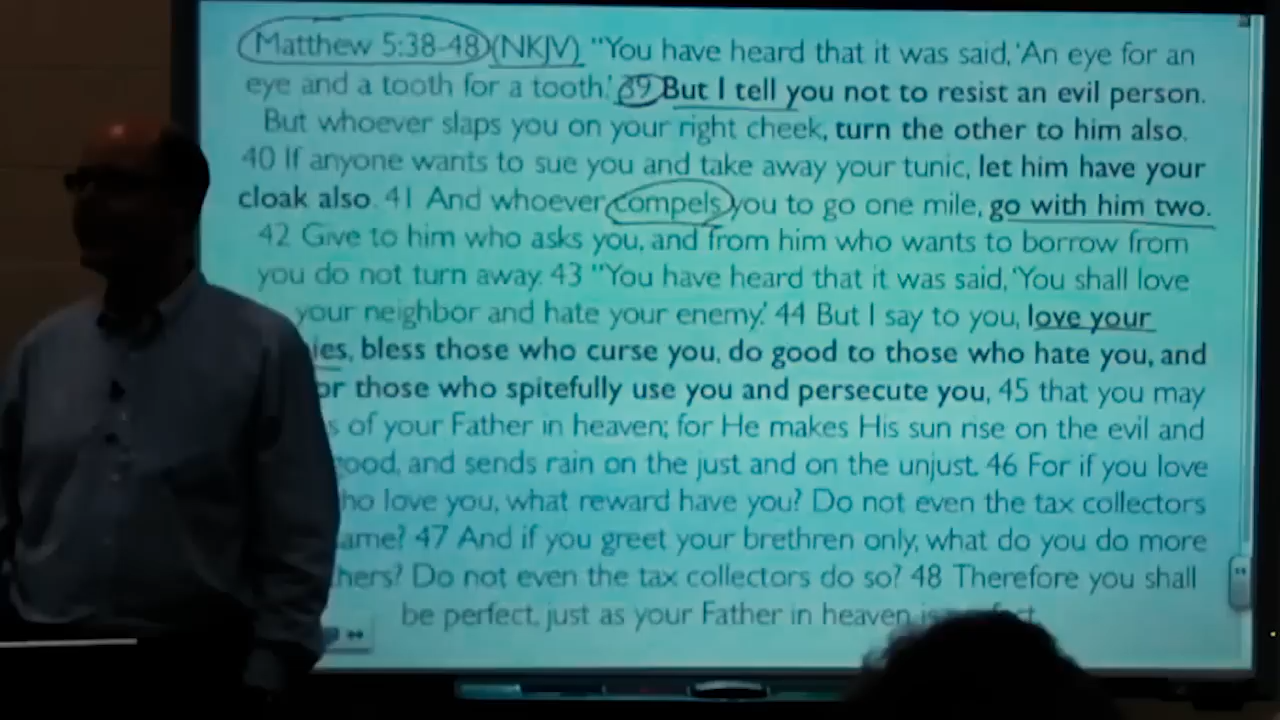 Matthew 5:38-48 (NKJV) "You have heard that it was said, 'An eye for an
eye and a tooth for a tooth.' 39 But I tell you not to resist an evil person.
But whoever slaps you on your right cheek, turn the other to him also.
40 If anyone wants to sue you and take away your tunic, let him have your
cloak also. 41 And whoever compels you to go one mile, go with him two.
42 Give to him who asks you, and from him who wants to borrow from
you do not turn away. 43 "You have heard that it was said, 'You shall love
your neighbor and hate your enemy.' 44 But I say to you, love your
ies, bless those who curse you, do good to those who hate you, and
or those who spitefully use you and persecute you, 45 that you may
s of your Father in heaven; for He makes His sun rise on the evil and
good, and sends rain on the just and on the unjust. 46 For if you love
ho love you, what reward have you? Do not even the tax collectors
ame? 47 And if you greet your brethren only, what do you do more
hers? Do not even the tax collectors do so? 48 Therefore you shall
be perfect, just as your Father in heaven is